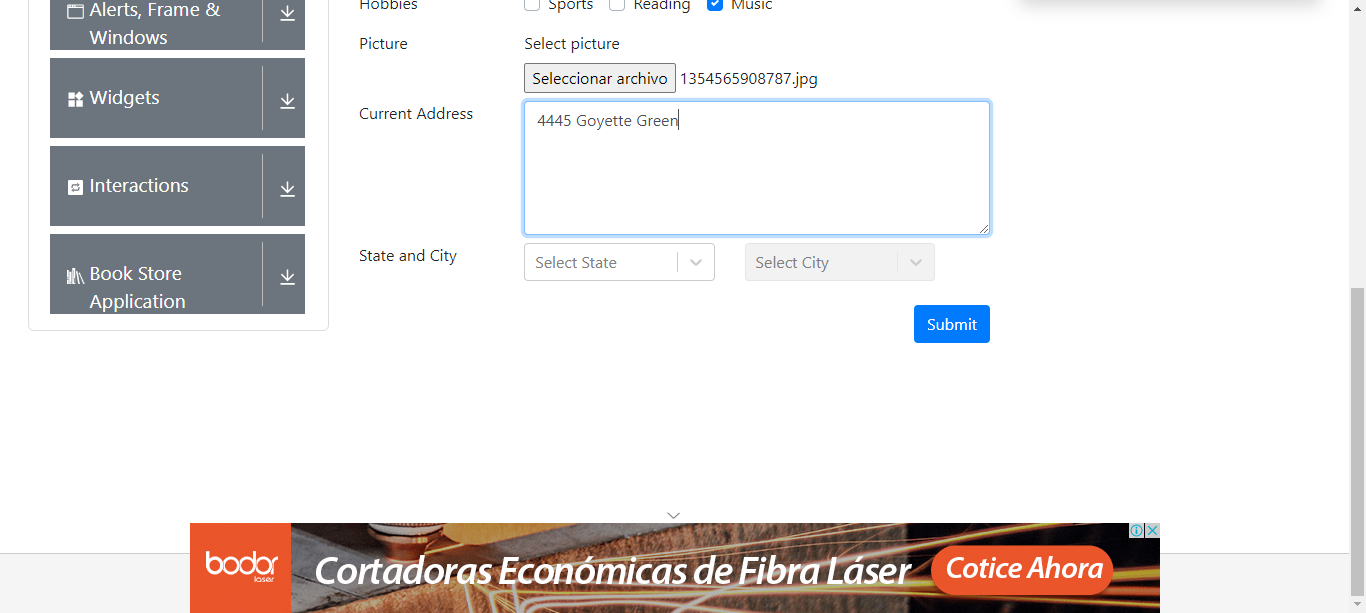 Alerts, Frame &
Windows
Widgets
Interactions
Book Store
Application
Hobbies
Sports Reading Music
Picture
Select picture
Seleccionar archivo 1354565908787.jpg
Current Address
4445 Goyette Green
State and City
Select State
Select City
Submit
bodor
laser
Cortadoras Económicas de Fibra Láser
Cotice Ahora